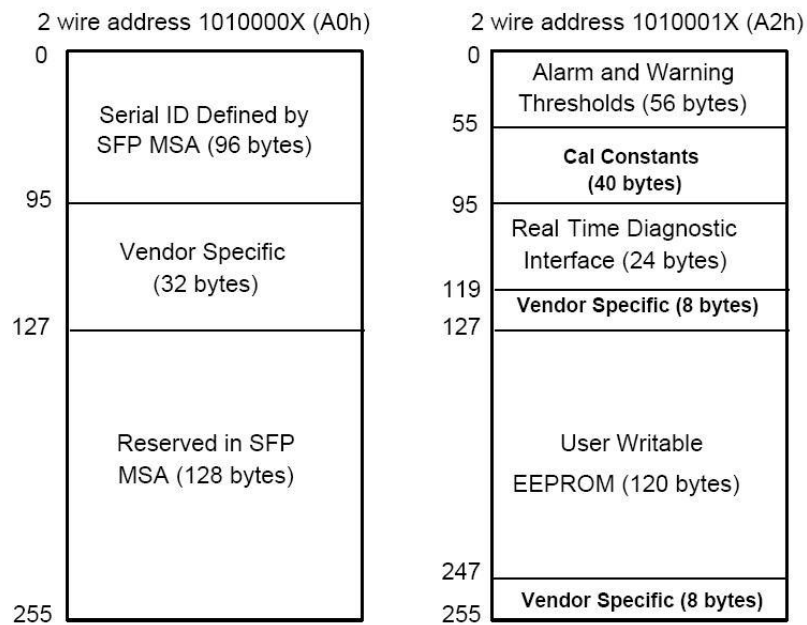 2 wire address 1010000X (A0h)
0
Serial ID Defined by
SFP MSA (96 bytes)
95
Vendor Specific
(32 bytes)
127
Reserved in SFP
MSA (128 bytes)
255
2 wire address 1010001X (A2h)
0
Alarm and Warning
Thresholds (56 bytes)
55
Cal Constants
(40 bytes)
95
Real Time Diagnostic
Interface (24 bytes)
119
Vendor Specific (8 bytes)
127
User Writable
EEPROM (120 bytes)
247
Vendor Specific (8 bytes)
255